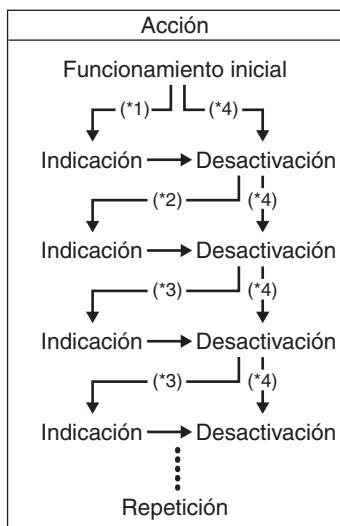 Acción
Funcionamiento inicial
(*1) (*4)
Indicación Desactivación
(*2) (*4)
Indicación Desactivación
(*3) (*4)
Indicación Desactivación
(*3) (*4)
Indicación Desactivación
Repetición